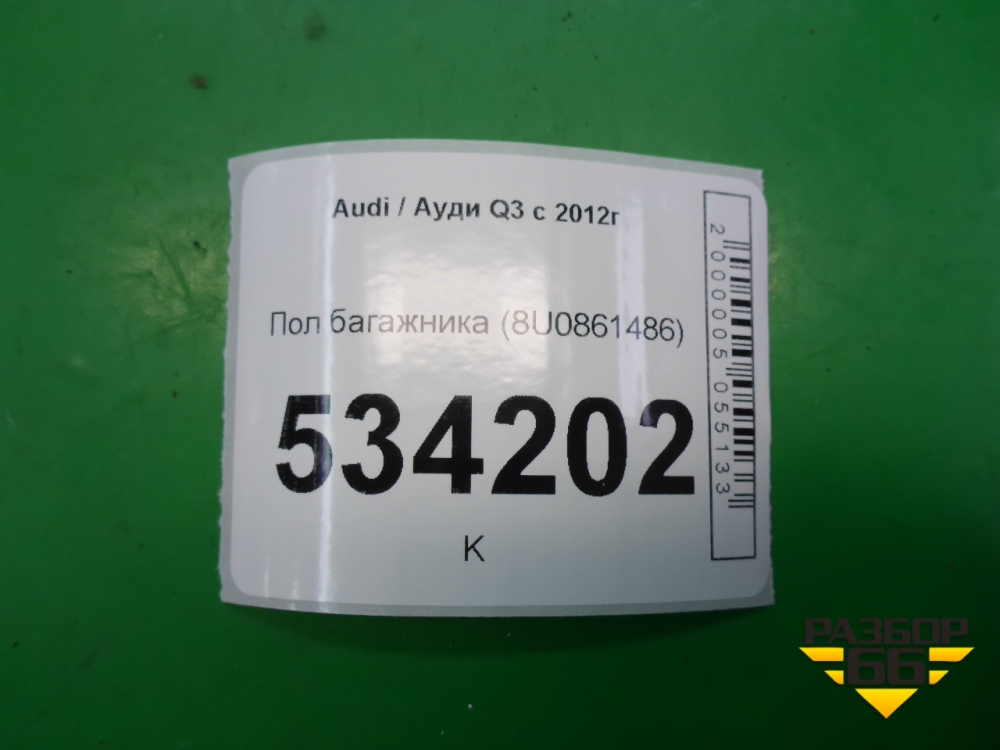 Audi / Ауди Q3 с 2012г
Пол багажника (8U0861486)
534202
К
2000005055133
РАЗБОР
66